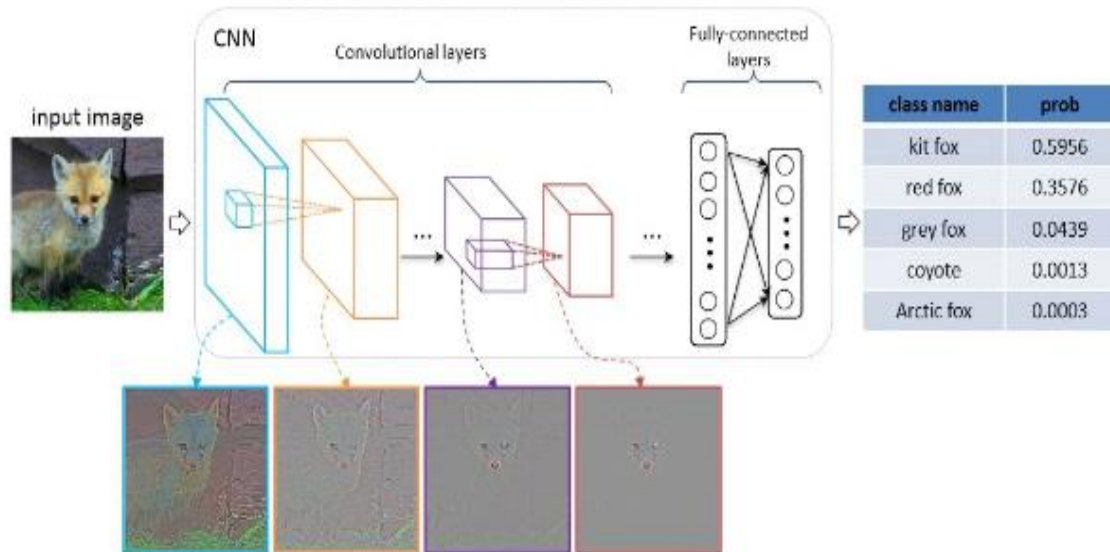 CNN
Convolutional layers
Fully-connected
layers
input image
...
...
class name prob
kit fox 0.5956
red fox 0.3576
grey fox 0.0439
coyote 0.0013
Arctic fox 0.0003